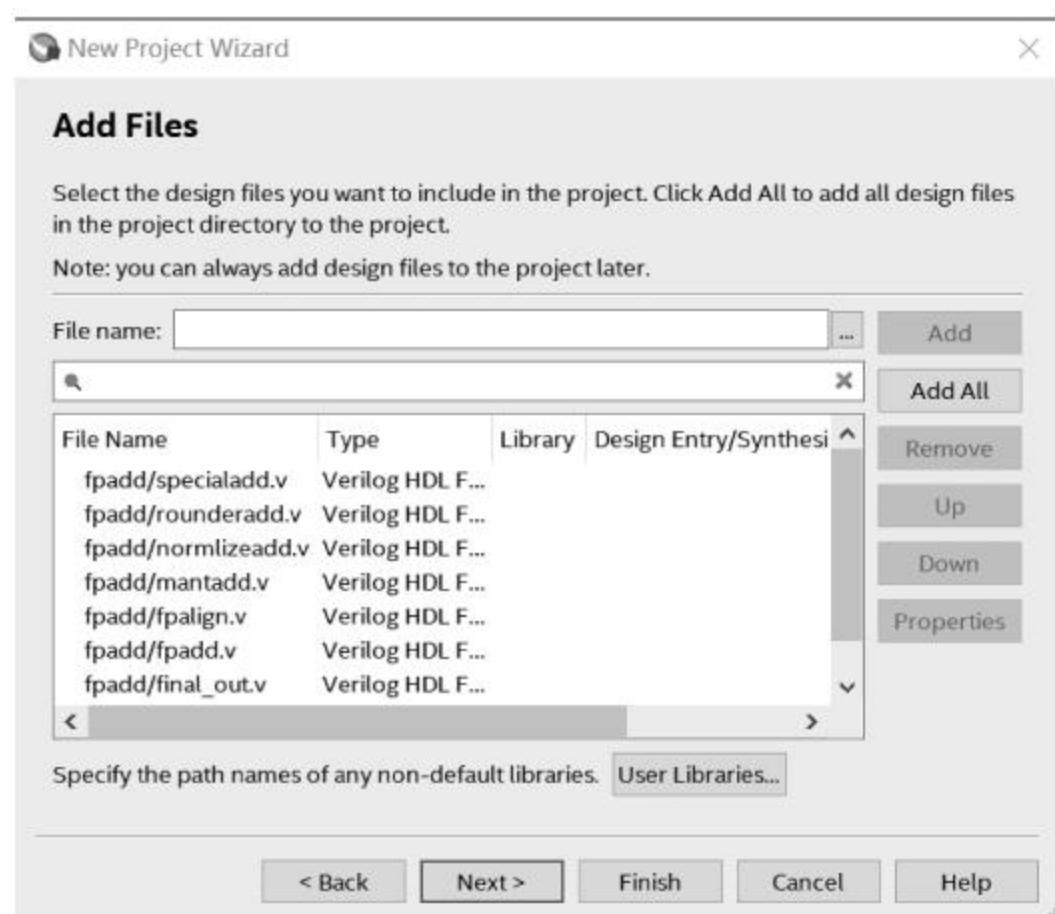 New Project Wizard
Add Files
Select the design files you want to include in the project. Click Add All to add all design files
in the project directory to the project.
Note: you can always add design files to the project later.
File name: ... Add
Add All
File Name Type Library Design Entry/Synthesi
Remove
fpadd/specialadd.v Verilog HDL F...
fpadd/rounderadd.v Verilog HDL F...
Up
fpadd/normlizeadd.v Verilog HDL F...
Down
fpadd/mantadd.v Verilog HDL F...
fpadd/fpalign.v Verilog HDL F...
Properties
fpadd/fpadd.v Verilog HDL F...
fpadd/final_out.v Verilog HDL F...
Specify the path names of any non-default libraries. User Libraries...
< Back Next > Finish Cancel Help